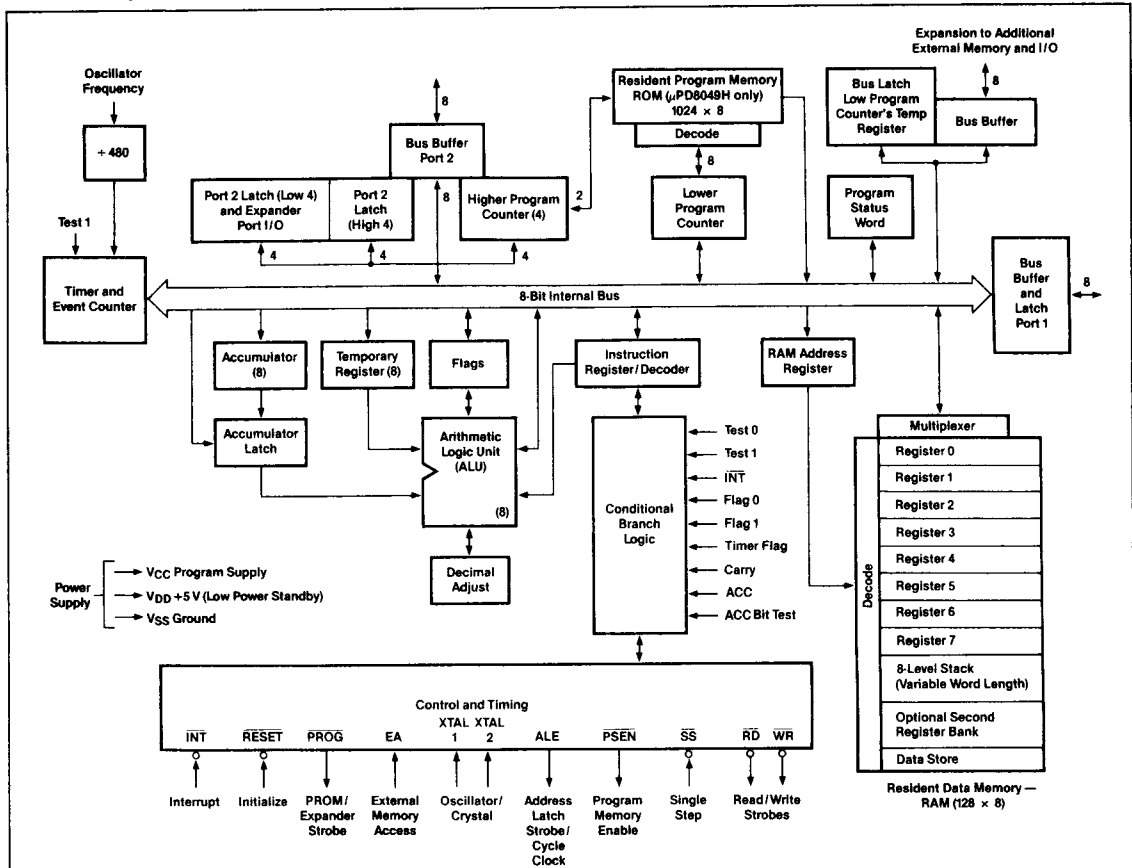 Expansion to Additional
External Memory and I/O
8
Oscillator
Frequency
÷ 480
Test 1
Timer and
Event Counter
8
Bus Buffer
Port 2
Port 2 Latch (Low 4)
and Expander
Port I/O
Port 2
Latch
(High 4)
8
Higher Program
Counter (4)
2
4
4
4
Resident Program Memory
ROM (μPD8049H only)
1024 × 8
Decode
8
Lower
Program
Counter
Bus Latch
Low Program
Counter's Temp
Register
Bus Buffer
Program
Status
Word
8-Bit Internal Bus
Bus
Buffer
and
Latch
Port 1
8
Accumulator
(8)
Temporary
Register (8)
Flags
Instruction
Register/Decoder
RAM Address
Register
Accumulator
Latch
Arithmetic
Logic Unit
(ALU)
(8)
Decimal
Adjust
Conditional
Branch
Logic
Test 0
Test 1
I̅N̅T̅
Flag 0
Flag 1
Timer Flag
Carry
ACC
ACC Bit Test
Multiplexer
Decode
Register 0
Register 1
Register 2
Register 3
Register 4
Register 5
Register 6
Register 7
8-Level Stack
(Variable Word Length)
Optional Second
Register Bank
Data Store
Resident Data Memory —
RAM (128 × 8)
Power
Supply
VCC Program Supply
VDD +5 V (Low Power Standby)
VSS Ground
Control and Timing
I̅N̅T̅ R̅E̅S̅E̅T̅ P̅R̅O̅G̅ EA XTAL 1 XTAL 2 ALE P̅S̅E̅N̅ S̅S̅ R̅D̅ W̅R̅
Interrupt
Initialize
PROM/
Expander
Strobe
External
Memory
Access
Oscillator/
Crystal
Address
Latch
Strobe/
Cycle
Clock
Program
Memory
Enable
Single
Step
Read/Write
Strobes